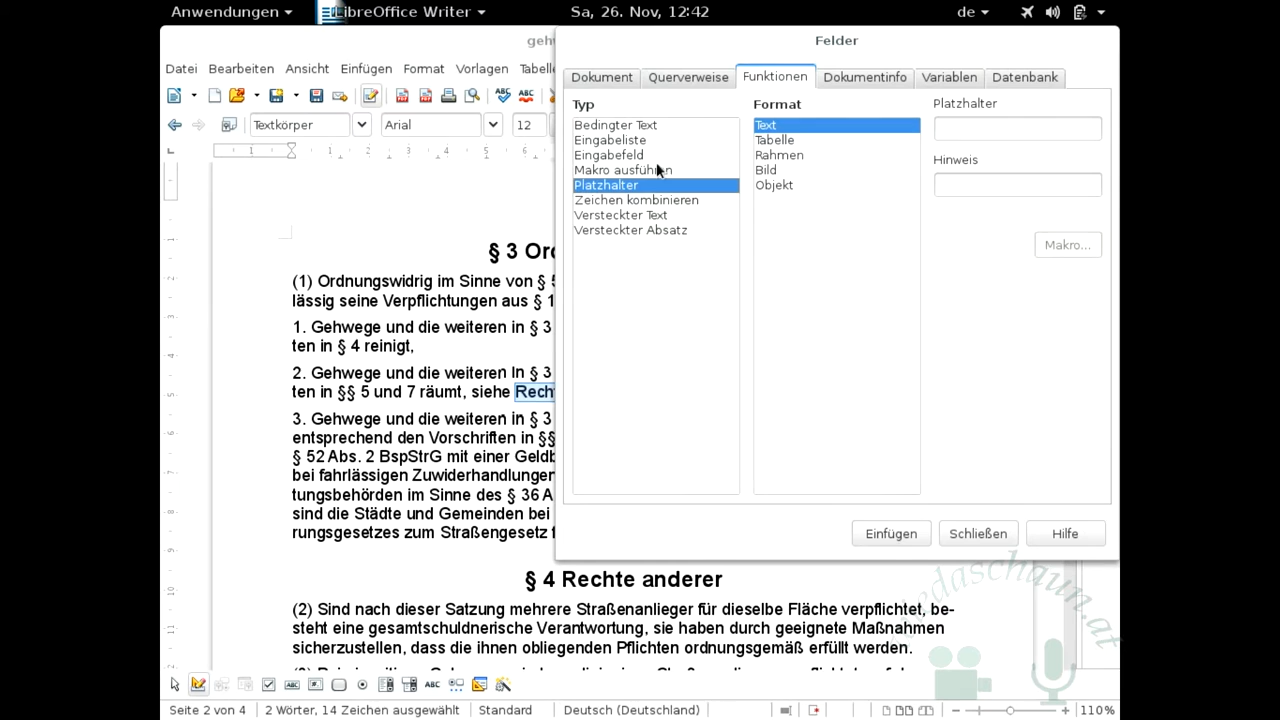 Anwendungen
LibreOffice Writer
Sa, 26. Nov, 12:42
de
gehw
Datei Bearbeiten Ansicht Einfügen Format Vorlagen Tabelle
Textkörper
Arial
12
§ 3 Ord
(1) Ordnungswidrig im Sinne von § 5
lässig seine Verpflichtungen aus § 1
1. Gehwege und die weiteren in § 3
ten in § 4 reinigt,
2. Gehwege und die weiteren in § 3
ten in §§ 5 und 7 räumt, siehe Recht
3. Gehwege und die weiteren in § 3
entsprechend den Vorschriften in §§
§ 52 Abs. 2 BspStrG mit einer Geldb
bei fahrlässigen Zuwiderhandlungen
tungsbehörden im Sinne des § 36 A
sind die Städte und Gemeinden bei
rungsgesetzes zum Straßengesetz f
§ 4 Rechte anderer
(2) Sind nach dieser Satzung mehrere Straßenanlieger für dieselbe Fläche verpflichtet, be-
steht eine gesamtschuldnerische Verantwortung, sie haben durch geeignete Maßnahmen
sicherzustellen, dass die ihnen obliegenden Pflichten ordnungsgemäß erfüllt werden.
Felder
Dokument Querverweise Funktionen Dokumentinfo Variablen Datenbank
Typ
Bedingter Text
Eingabeliste
Eingabefeld
Makro ausführen
Platzhalter
Zeichen kombinieren
Versteckter Text
Versteckter Absatz
Format
Text
Tabelle
Rahmen
Bild
Objekt
Platzhalter
Hinweis
Makro...
Einfügen Schließen Hilfe
Seite 2 von 4
2 Wörter, 14 Zeichen ausgewählt
Standard
Deutsch (Deutschland)
110%